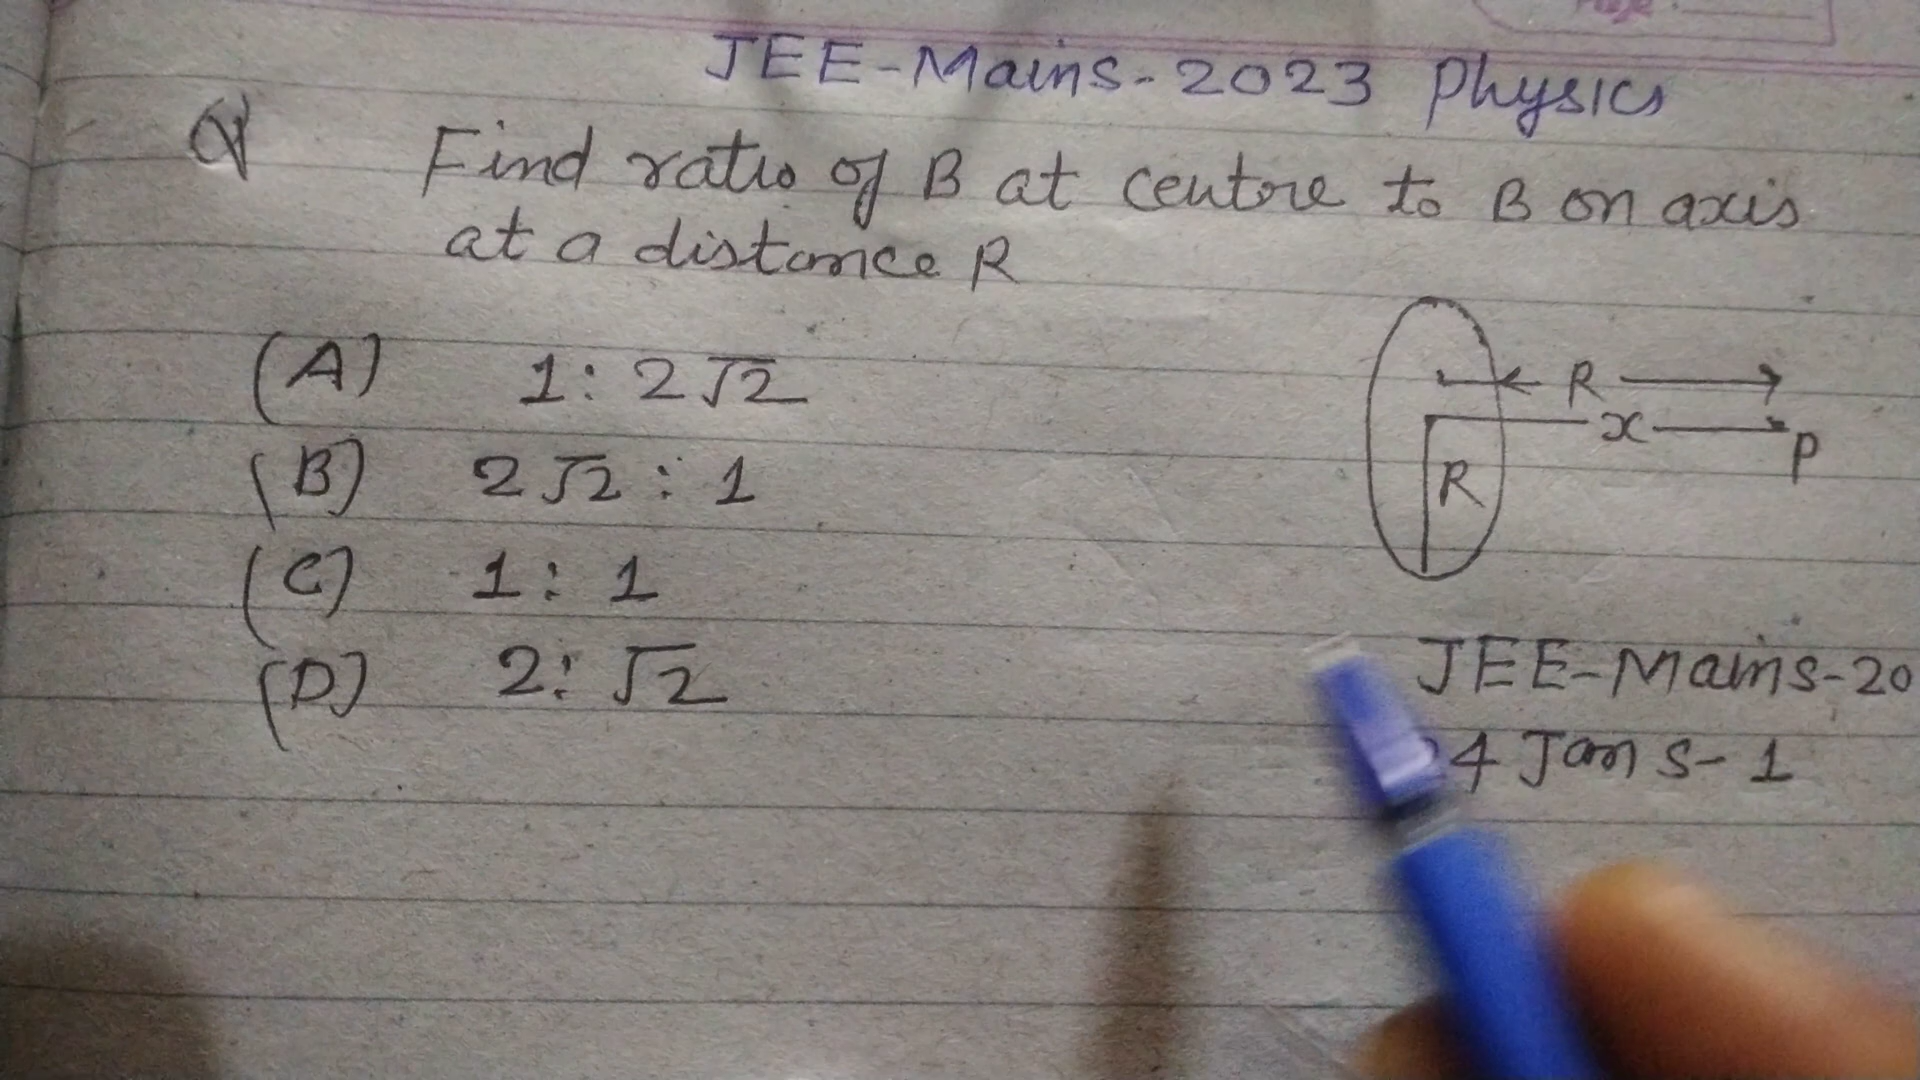 JEE-Mains-2023 Physics
Q Find ratio of B at centre to B on axis
at a distance R
(A) 1:2√2
(B) 2√2:1
(C) 1:1
(D) 2:√2
R
x
P
R
JEE-Mains-20
4 Jan S-1